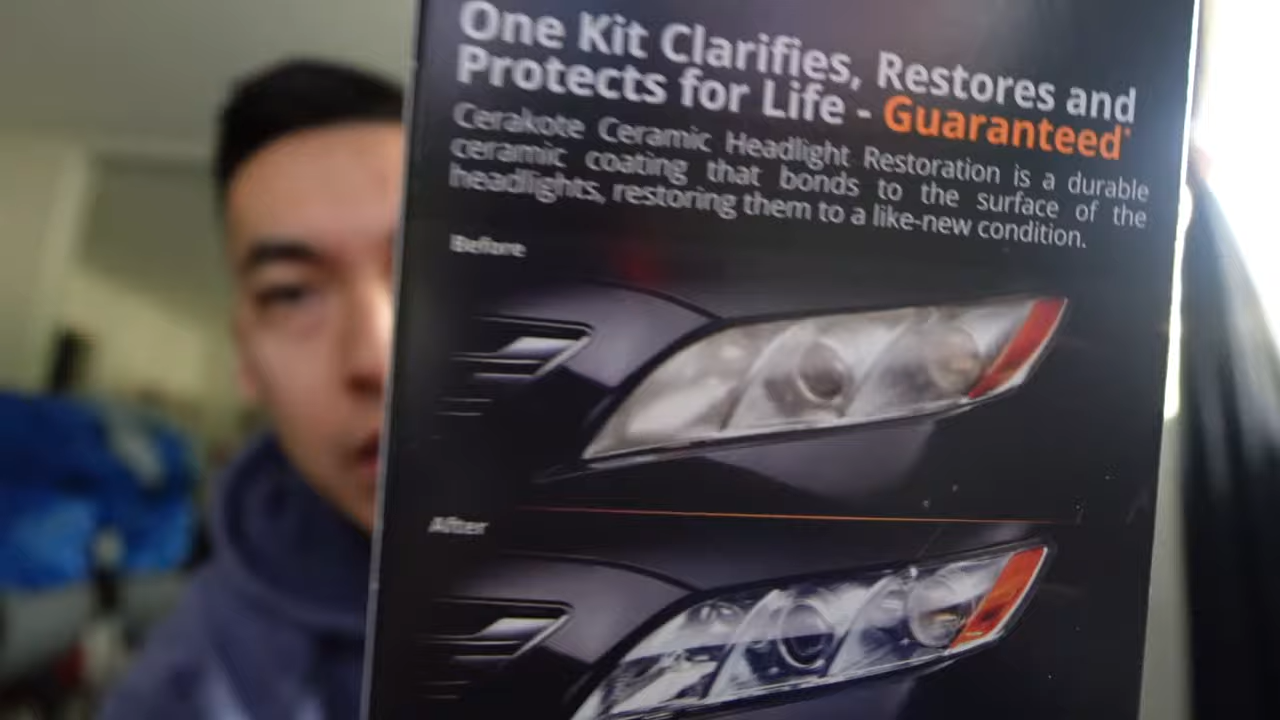 One Kit Clarifies, Restores and
Protects for Life - Guaranteed*
Cerakote Ceramic Headlight Restoration is a durable
ceramic coating that bonds to the surface of the
headlights, restoring them to a like-new condition.
Before
After